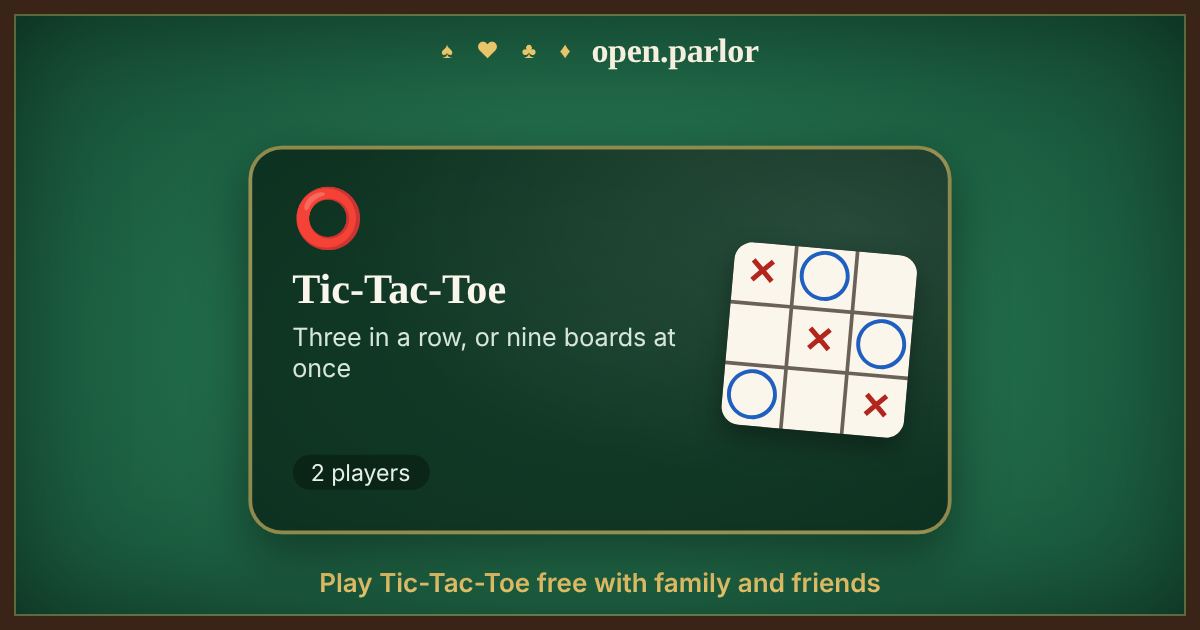 open.parlor
Tic-Tac-Toe
Three in a row, or nine boards at
once
2 players
Play Tic-Tac-Toe free with family and friends